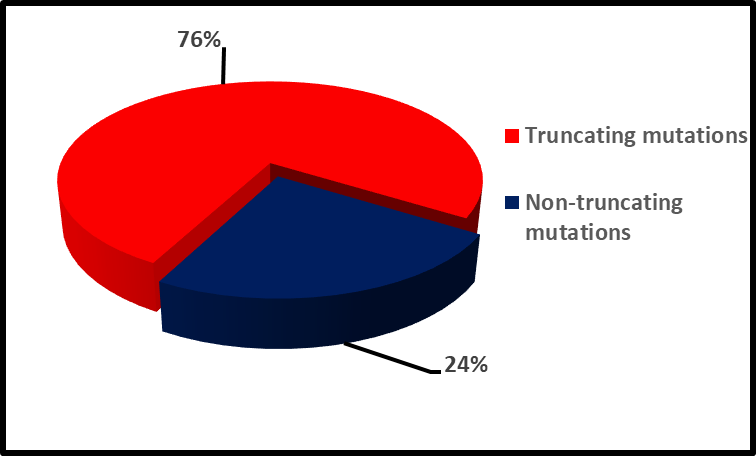 76%
Truncating mutations
Non-truncating
mutations
24%